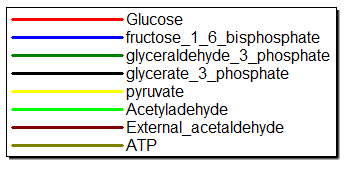 Glucose
fructose_1_6_bisphosphate
glyceraldehyde_3_phosphate
glycerate_3_phosphate
pyruvate
Acetyladehyde
External_acetaldehyde
ATP